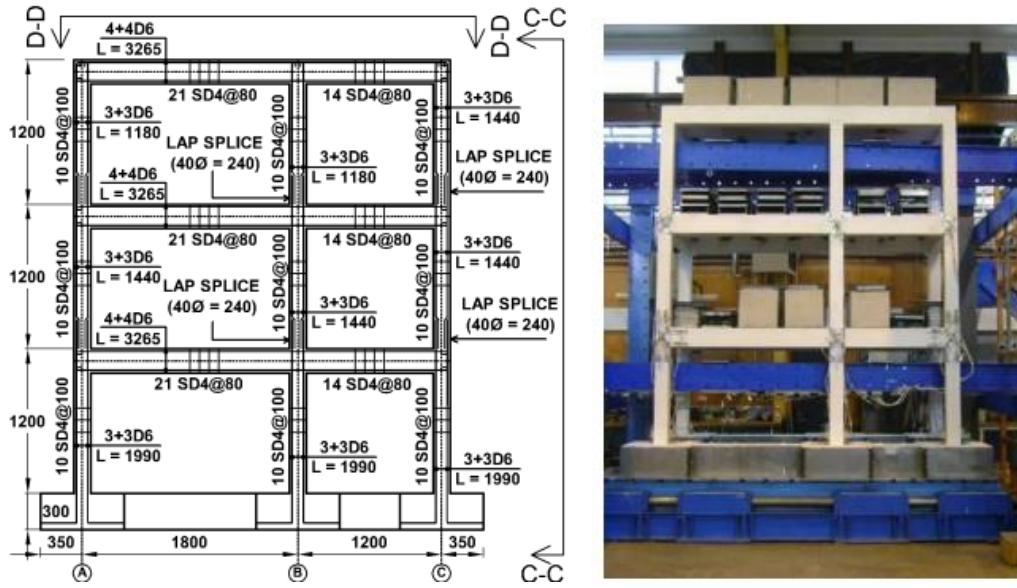 D-D
D-D
C-C
4+4D6
L = 3265
21 SD4@80
14 SD4@80
1200
10 SD4@100
3+3D6
L = 1180
LAP SPLICE
(40Ø = 240)
10 SD4@100
3+3D6
L = 1180
10 SD4@100
3+3D6
L = 1440
LAP SPLICE
(40Ø = 240)
4+4D6
L = 3265
21 SD4@80
14 SD4@80
1200
10 SD4@100
3+3D6
L = 1440
LAP SPLICE
(40Ø = 240)
10 SD4@100
3+3D6
L = 1440
10 SD4@100
3+3D6
L = 1440
LAP SPLICE
(40Ø = 240)
4+4D6
L = 3265
21 SD4@80
14 SD4@80
1200
10 SD4@100
3+3D6
L = 1990
10 SD4@100
3+3D6
L = 1990
10 SD4@100
3+3D6
L = 1990
300
350
1800
1200
350
A
B
C
C-C